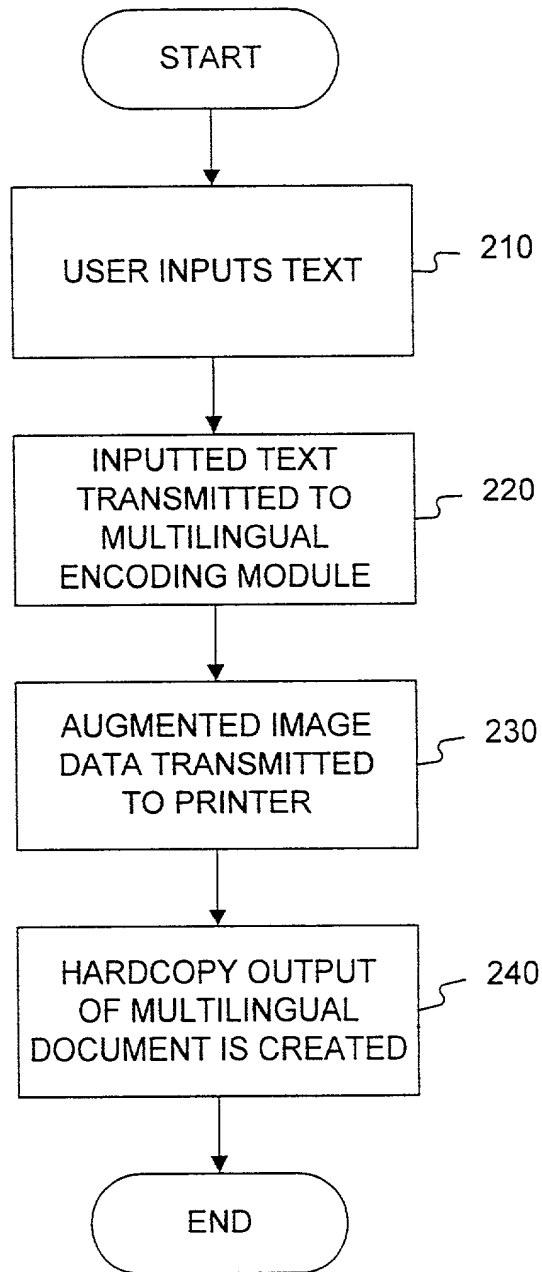 START
USER INPUTS TEXT
210
INPUTTED TEXT
TRANSMITTED TO
MULTILINGUAL
ENCODING MODULE
220
AUGMENTED IMAGE
DATA TRANSMITTED
TO PRINTER
230
HARDCOPY OUTPUT
OF MULTILINGUAL
DOCUMENT IS CREATED
240
END